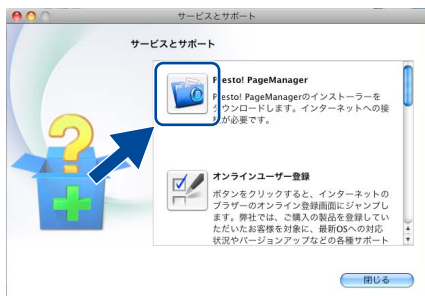 サービスとサポート
サービスとサポート
Presto! PageManager
Presto! PageManagerのインストーラーを
ダウンロードします。インターネットへの接
続が必要です。
オンラインユーザー登録
ボタンをクリックすると、インターネットの
ブラザーのオンライン登録画面にジャンプし
ます。弊社では、ご購入の製品を登録してい
ただいたお客様を対象に、最新OSへの対応
状況やバージョンアップなどの各種サポート
閉じる